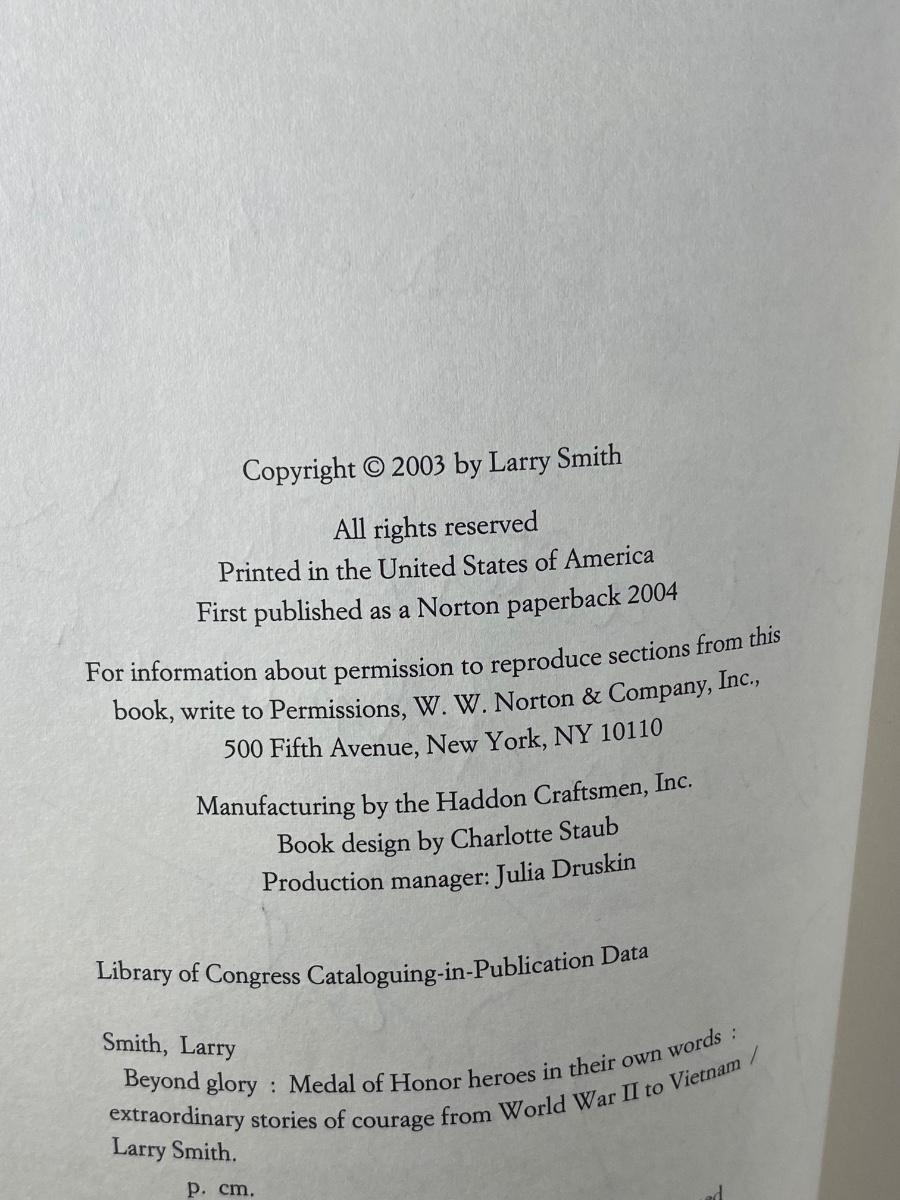 Copyright © 2003 by Larry Smith
All rights reserved
Printed in the United States of America
First published as a Norton paperback 2004
For information about permission to reproduce sections from this
book, write to Permissions, W. W. Norton & Company, Inc.,
500 Fifth Avenue, New York, NY 10110
Manufacturing by the Haddon Craftsmen, Inc.
Book design by Charlotte Staub
Production manager: Julia Druskin
Library of Congress Cataloguing-in-Publication Data
Smith, Larry
Beyond glory : Medal of Honor heroes in their own words :
extraordinary stories of courage from World War II to Vietnam /
Larry Smith.
p. cm.